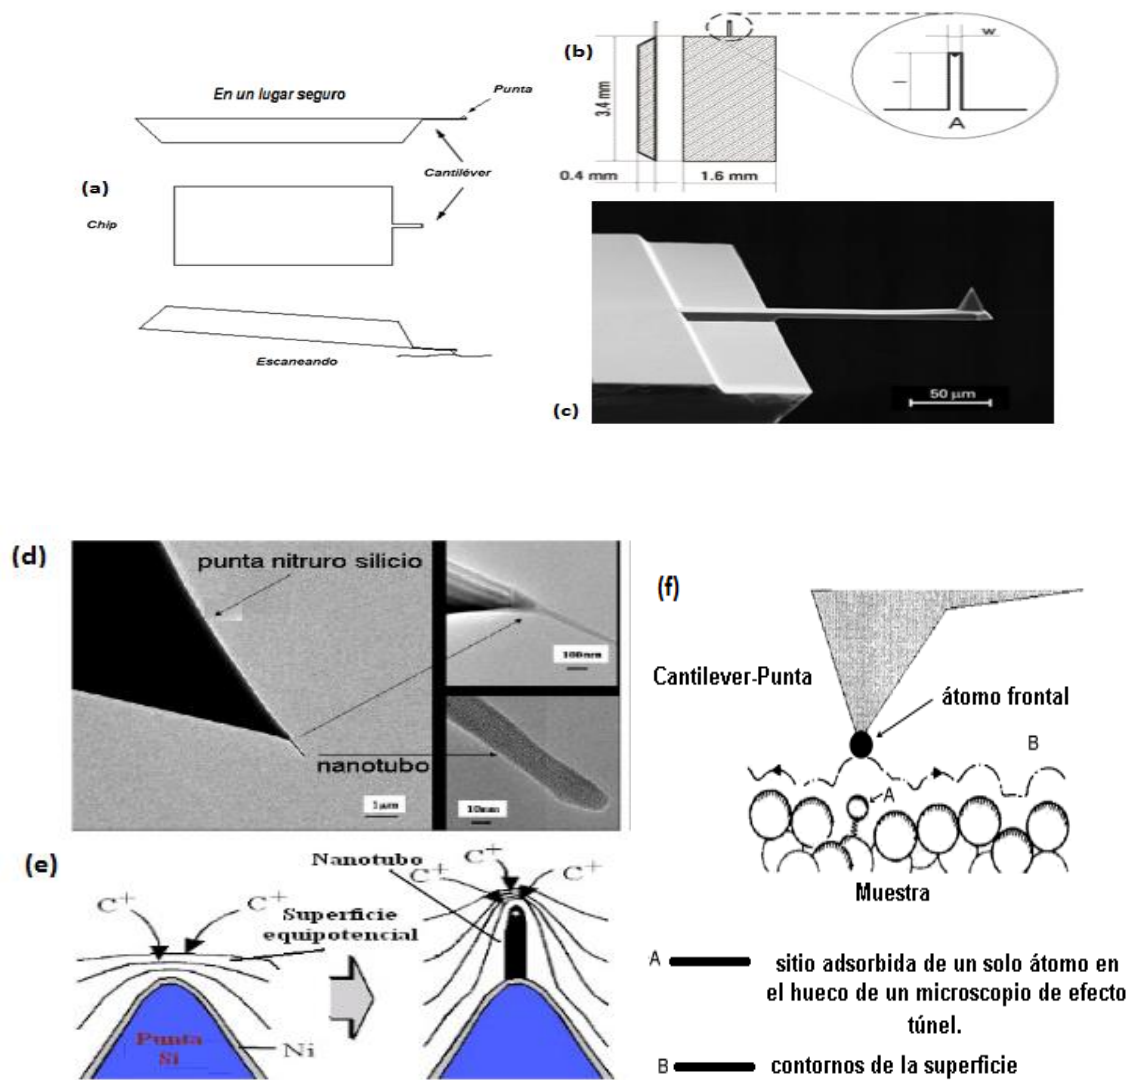 (a)
En un lugar seguro
Punta
Cantiléver
Chip
Escaneando
(b)
3.4 mm
0.4 mm
1.6 mm
w
l
A
(c)
50 µm
(d)
punta nitruro silicio
nanotubo
1µm
100nm
10nm
(e)
C+
C+
Superficie
equipotencial
Punta
Si
Ni
Nanotubo
C+
C+
C+
(f)
Cantilever-Punta
átomo frontal
B
A
Muestra
A
sitio adsorbida de un solo átomo en
el hueco de un microscopio de efecto
túnel.
B
contornos de la superficie